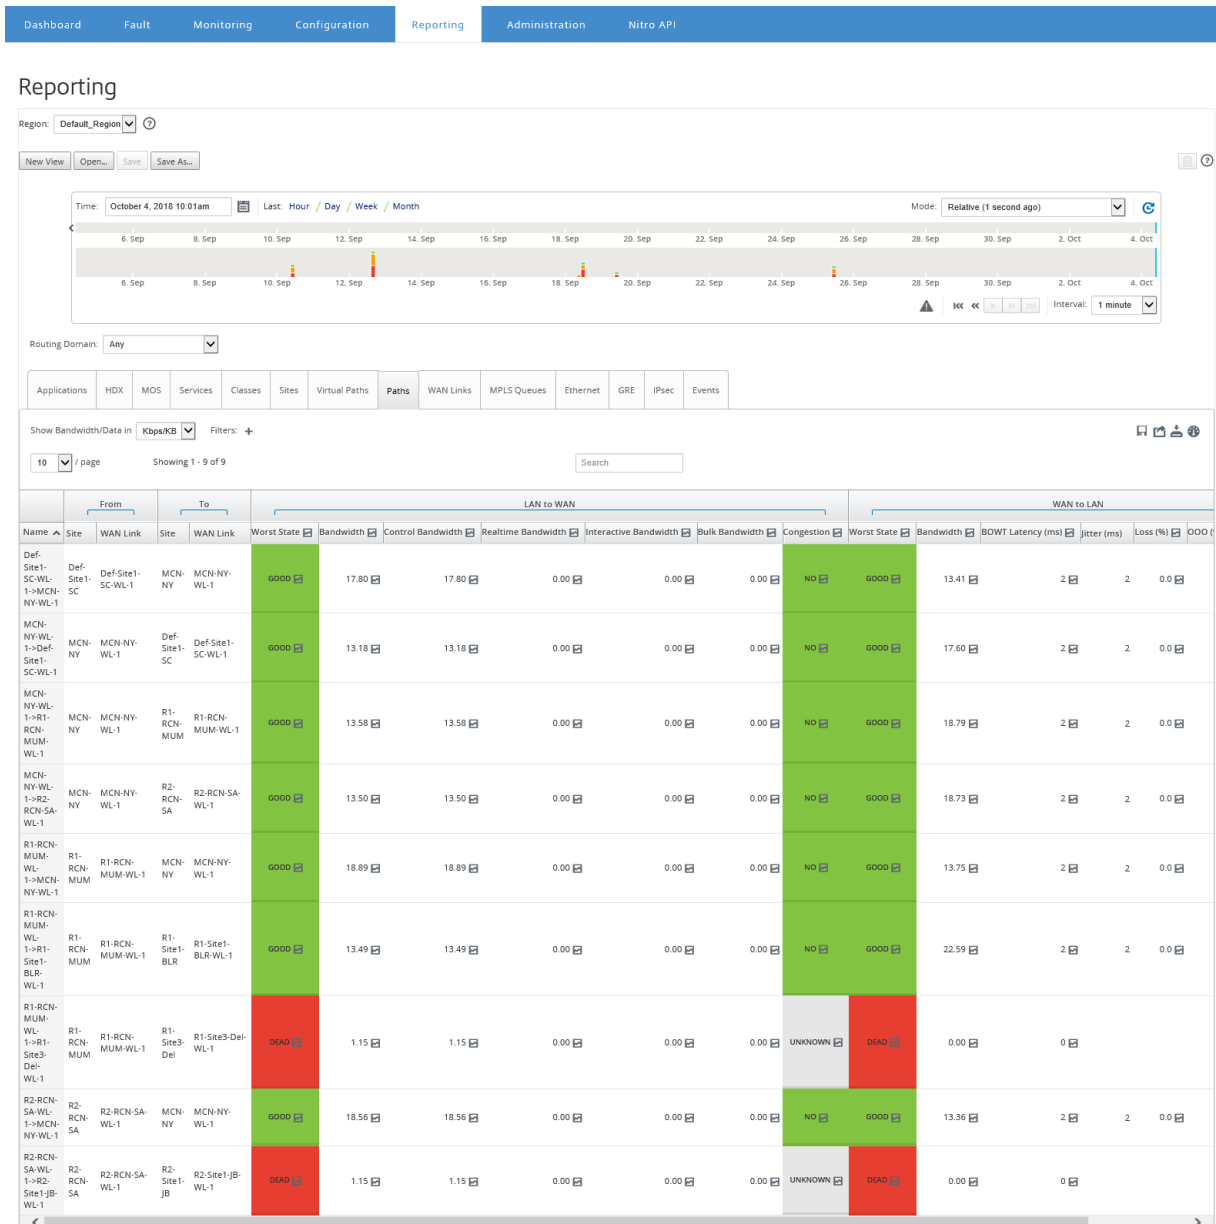 Dashboard Fault Monitoring Configuration Reporting Administration Nitro API
Reporting
Region: Default_Region
New View Open... Save Save As...
Time: October 4, 2018 10:01am Last: Hour / Day / Week / Month Mode: Relative (1 second ago)
6. Sep 8. Sep 10. Sep 12. Sep 14. Sep 16. Sep 18. Sep 20. Sep 22. Sep 24. Sep 26. Sep 28. Sep 30. Sep 2. Oct 4. Oct
6. Sep 8. Sep 10. Sep 12. Sep 14. Sep 16. Sep 18. Sep 20. Sep 22. Sep 24. Sep 26. Sep 28. Sep 30. Sep 2. Oct 4. Oct
Interval: 1 minute
Routing Domain: Any
Applications HDX MOS Services Classes Sites Virtual Paths Paths WAN Links MPLS Queues Ethernet GRE IPsec Events
Show Bandwidth/Data in Kbps/KB Filters: +
10 / page Showing 1 - 9 of 9 Search
From To LAN to WAN WAN to LAN
Name Site WAN Link Site WAN Link Worst State Bandwidth Control Bandwidth Realtime Bandwidth Interactive Bandwidth Bulk Bandwidth Congestion Worst State Bandwidth BOWT Latency (ms) Jitter (ms) Loss (%) OOO (
Def-Site1-SC-WL-1->MCN-NY-WL-1 Def-Site1-SC Def-Site1-SC-WL-1 MCN-NY MCN-NY-WL-1 GOOD 17.80 17.80 0.00 0.00 0.00 NO GOOD 13.41 2 2 0.0
MCN-NY-WL-1->Def-Site1-SC-WL-1 MCN-NY MCN-NY-WL-1 Def-Site1-SC Def-Site1-SC-WL-1 GOOD 13.18 13.18 0.00 0.00 0.00 NO GOOD 17.60 2 2 0.0
MCN-NY-WL-1->R1-RCN-MUM-WL-1 MCN-NY MCN-NY-WL-1 R1-RCN-MUM R1-RCN-MUM-WL-1 GOOD 13.58 13.58 0.00 0.00 0.00 NO GOOD 18.79 2 2 0.0
MCN-NY-WL-1->R2-RCN-SA-WL-1 MCN-NY MCN-NY-WL-1 R2-RCN-SA R2-RCN-SA-WL-1 GOOD 13.50 13.50 0.00 0.00 0.00 NO GOOD 18.73 2 2 0.0
R1-RCN-MUM-WL-1->MCN-NY-WL-1 R1-RCN-MUM R1-RCN-MUM-WL-1 MCN-NY MCN-NY-WL-1 GOOD 18.89 18.89 0.00 0.00 0.00 NO GOOD 13.75 2 2 0.0
R1-RCN-MUM-WL-1->R1-Site1-BLR-WL-1 R1-RCN-MUM R1-RCN-MUM-WL-1 R1-Site1-BLR R1-Site1-BLR-WL-1 GOOD 13.49 13.49 0.00 0.00 0.00 NO GOOD 22.59 2 2 0.0
R1-RCN-MUM-WL-1->R1-Site3-Del-WL-1 R1-RCN-MUM R1-RCN-MUM-WL-1 R1-Site3-Del R1-Site3-Del-WL-1 DEAD 1.15 1.15 0.00 0.00 0.00 UNKNOWN DEAD 0.00 0
R2-RCN-SA-WL-1->MCN-NY-WL-1 R2-RCN-SA R2-RCN-SA-WL-1 MCN-NY MCN-NY-WL-1 GOOD 18.56 18.56 0.00 0.00 0.00 NO GOOD 13.36 2 2 0.0
R2-RCN-SA-WL-1->R2-Site1-JB-WL-1 R2-RCN-SA R2-RCN-SA-WL-1 R2-Site1-JB R2-Site1-JB-WL-1 DEAD 1.15 1.15 0.00 0.00 0.00 UNKNOWN DEAD 0.00 0